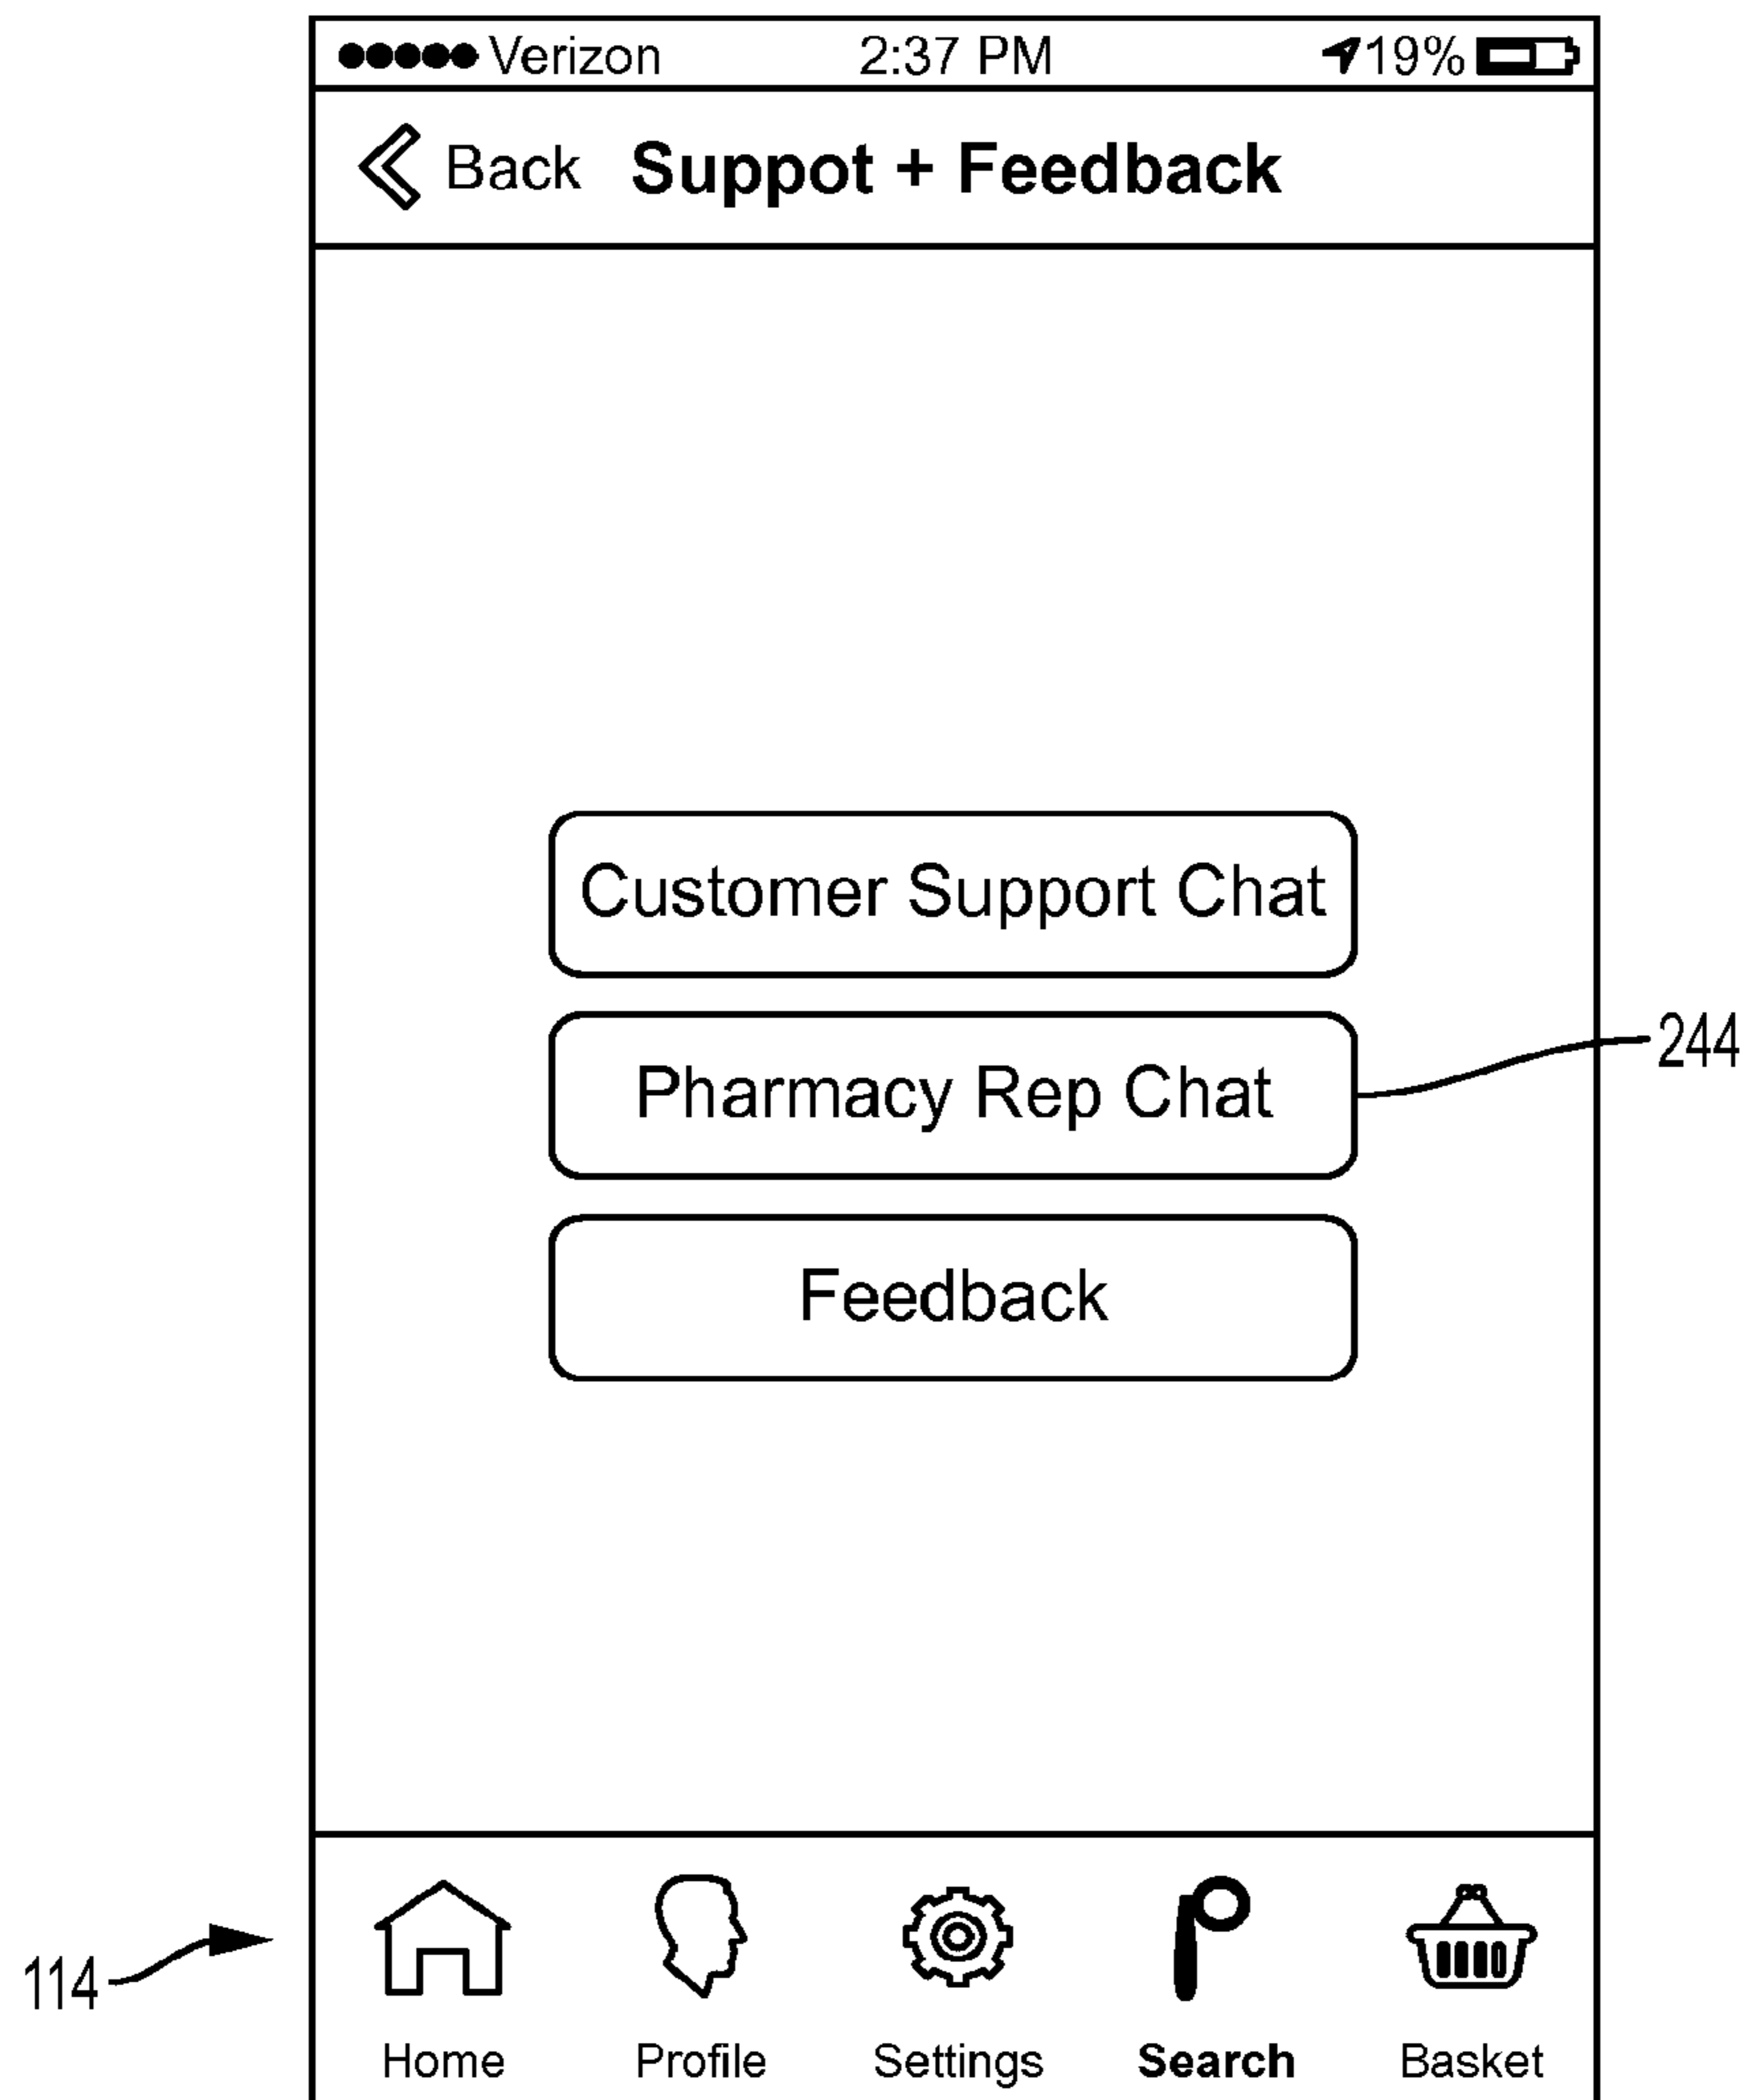 Verizon 2:37 PM 19%
Back Suppot + Feedback
Customer Support Chat
Pharmacy Rep Chat
244
Feedback
114
Home Profile Settings Search Basket